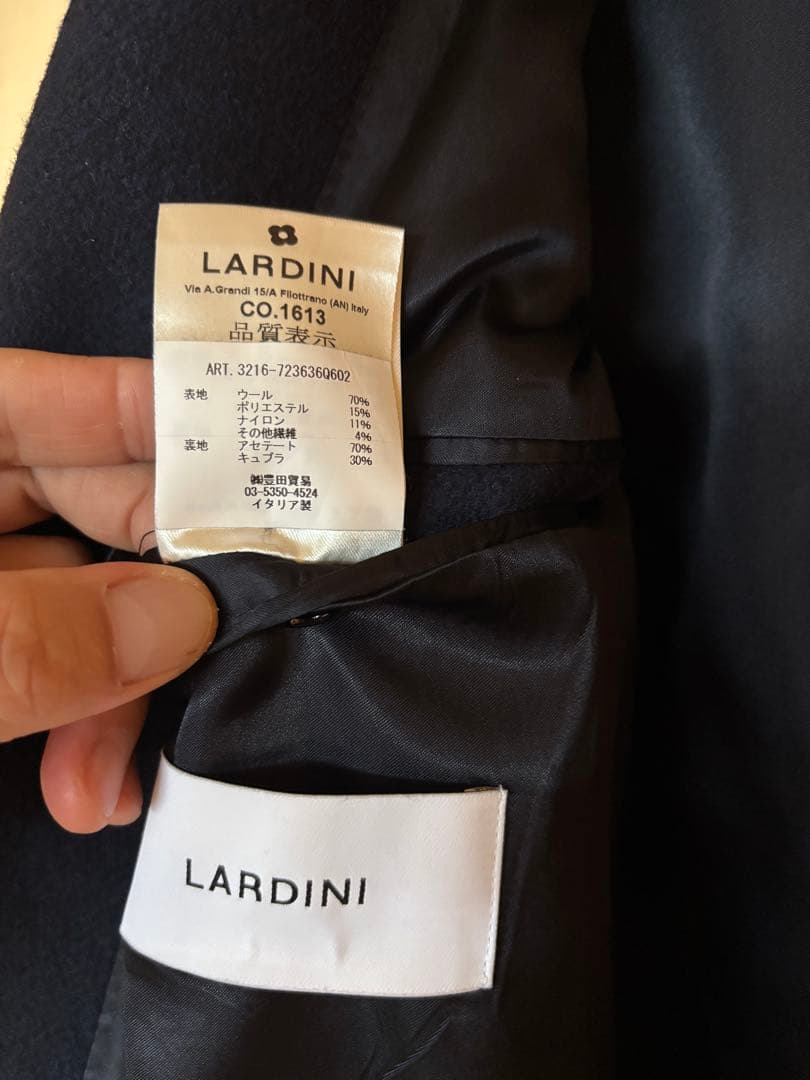 LARDINI
Via A.Grandi 15/A Filottrano (AN) Italy
CO.1613
品質表示
ART. 3216-723636Q602
表地 ウール 70%
ポリエステル 15%
ナイロン 11%
その他繊維 4%
裏地 アセテート 70%
キュプラ 30%
㈱豊田貿易
03-5350-4524
イタリア製
LARDINI